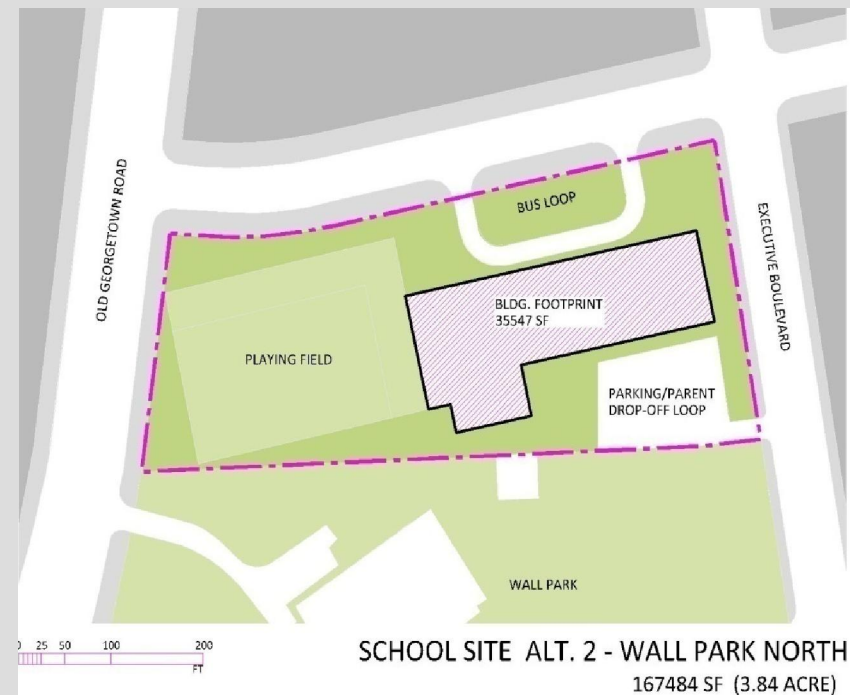 OLD GEORGETOWN ROAD
BUS LOOP
EXECUTIVE BOULEVARD
BLDG. FOOTPRINT
35547 SF
PLAYING FIELD
PARKING/PARENT
DROP-OFF LOOP
WALL PARK
0 25 50 100 200
FT
SCHOOL SITE ALT. 2 - WALL PARK NORTH
167484 SF (3.84 ACRE)